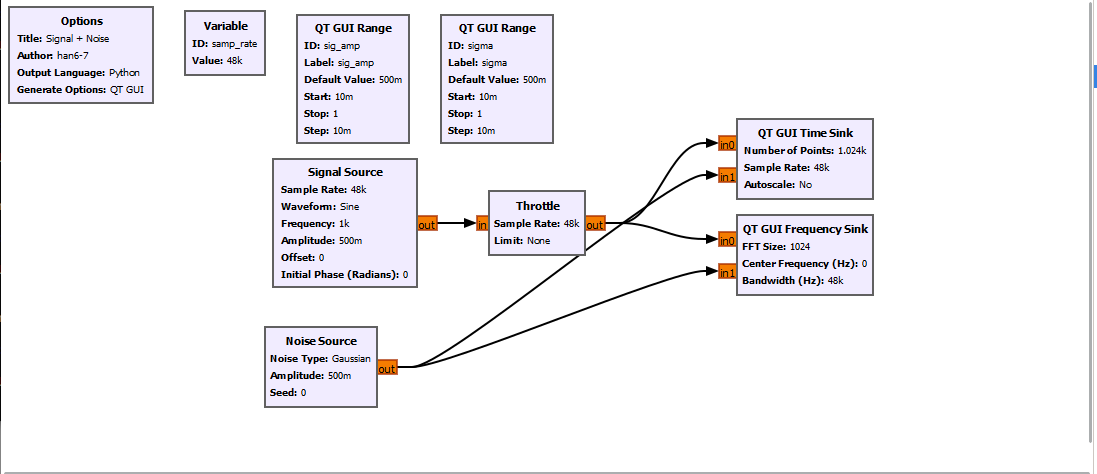 Options
Title: Signal + Noise
Author: han6-7
Output Language: Python
Generate Options: QT GUI
Variable
ID: samp_rate
Value: 48k
QT GUI Range
ID: sig_amp
Label: sig_amp
Default Value: 500m
Start: 10m
Stop: 1
Step: 10m
QT GUI Range
ID: sigma
Label: sigma
Default Value: 500m
Start: 10m
Stop: 1
Step: 10m
Signal Source
Sample Rate: 48k
Waveform: Sine
Frequency: 1k
Amplitude: 500m
Offset: 0
Initial Phase (Radians): 0
out
in
Throttle
Sample Rate: 48k
Limit: None
out
in0
in1
QT GUI Time Sink
Number of Points: 1.024k
Sample Rate: 48k
Autoscale: No
in0
in1
QT GUI Frequency Sink
FFT Size: 1024
Center Frequency (Hz): 0
Bandwidth (Hz): 48k
Noise Source
Noise Type: Gaussian
Amplitude: 500m
Seed: 0
out